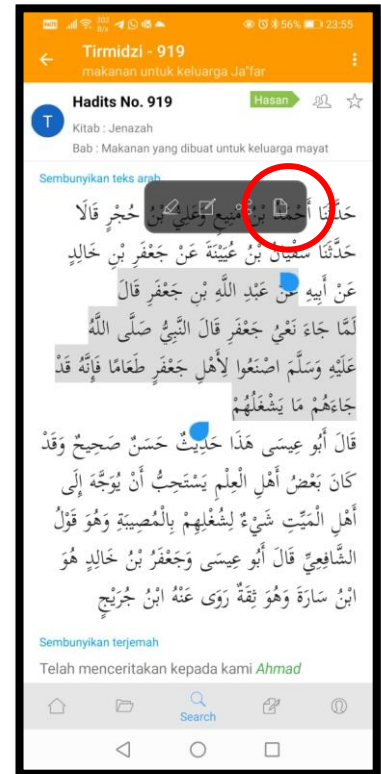 303 B/s
56% 23:55
Tirmidzi - 919
makanan untuk keluarga Ja"far
T
Hadits No. 919
Hasan
Kitab : Jenazah
Bab : Makanan yang dibuat untuk keluarga mayat
Sembunyikan teks arab
حَدَّثَنَا أَحْمَدُ بْنُ مَنِيعٍ وَعَلِيُّ بْنُ حُجْرٍ قَالَا
حَدَّثَنَا سُفْيَانُ بْنُ عُيَيْنَةَ عَنْ جَعْفَرِ بْنِ خَالِدٍ
عَنْ أَبِيهِ عَنْ عَبْدِ اللَّهِ بْنِ جَعْفَرٍ قَالَ
لَمَّا جَاءَ نَعْيُ جَعْفَرٍ قَالَ النَّبِيُّ صَلَّى اللَّهُ
عَلَيْهِ وَسَلَّمَ اصْنَعُوا لِأَهْلِ جَعْفَرٍ طَعَامًا فَإِنَّهُ قَدْ
جَاءَهُمْ مَا يَشْغَلُهُمْ
قَالَ أَبُو عِيسَى هَذَا حَدِيثٌ حَسَنٌ صَحِيحٌ وَقَدْ
كَانَ بَعْضُ أَهْلِ الْعِلْمِ يَسْتَحِبُّ أَنْ يُوَجَّهَ إِلَى
أَهْلِ الْمَيِّتِ شَيْءٌ لِشُغْلِهِمْ بِالْمُصِيبَةِ وَهُوَ قَوْلُ
الشَّافِعِيِّ قَالَ أَبُو عِيسَى وَجَعْفَرُ بْنُ خَالِدٍ هُوَ
ابْنُ سَارَةَ وَهُوَ ثِقَةٌ رَوَى عَنْهُ ابْنُ جُرَيْجٍ
Sembunyikan terjemah
Telah menceritakan kepada kami Ahmad
Search